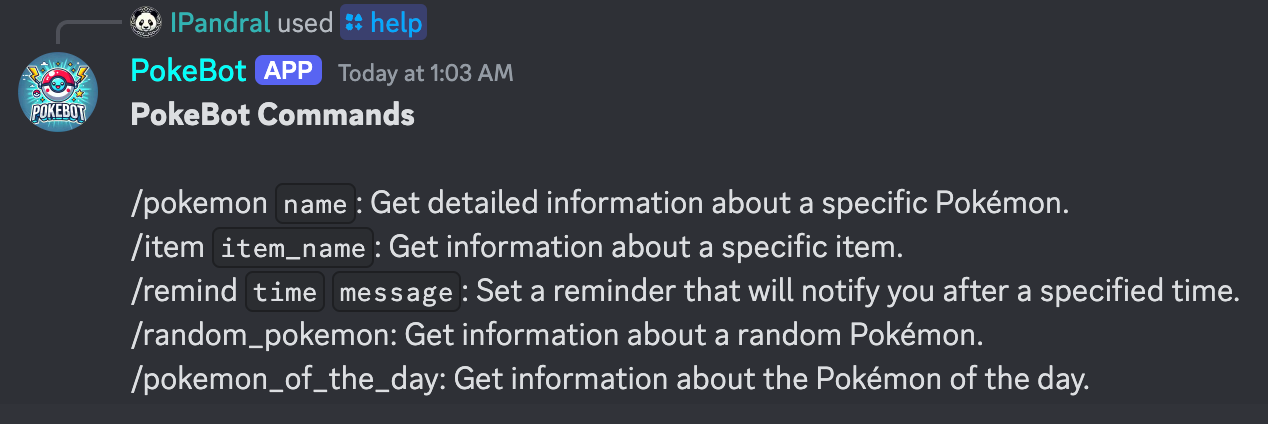 IPandral used help
PokeBot APP Today at 1:03 AM
POKEBOT
PokeBot Commands
/pokemon name: Get detailed information about a specific Pokémon.
/item item_name: Get information about a specific item.
/remind time message: Set a reminder that will notify you after a specified time.
/random_pokemon: Get information about a random Pokémon.
/pokemon_of_the_day: Get information about the Pokémon of the day.